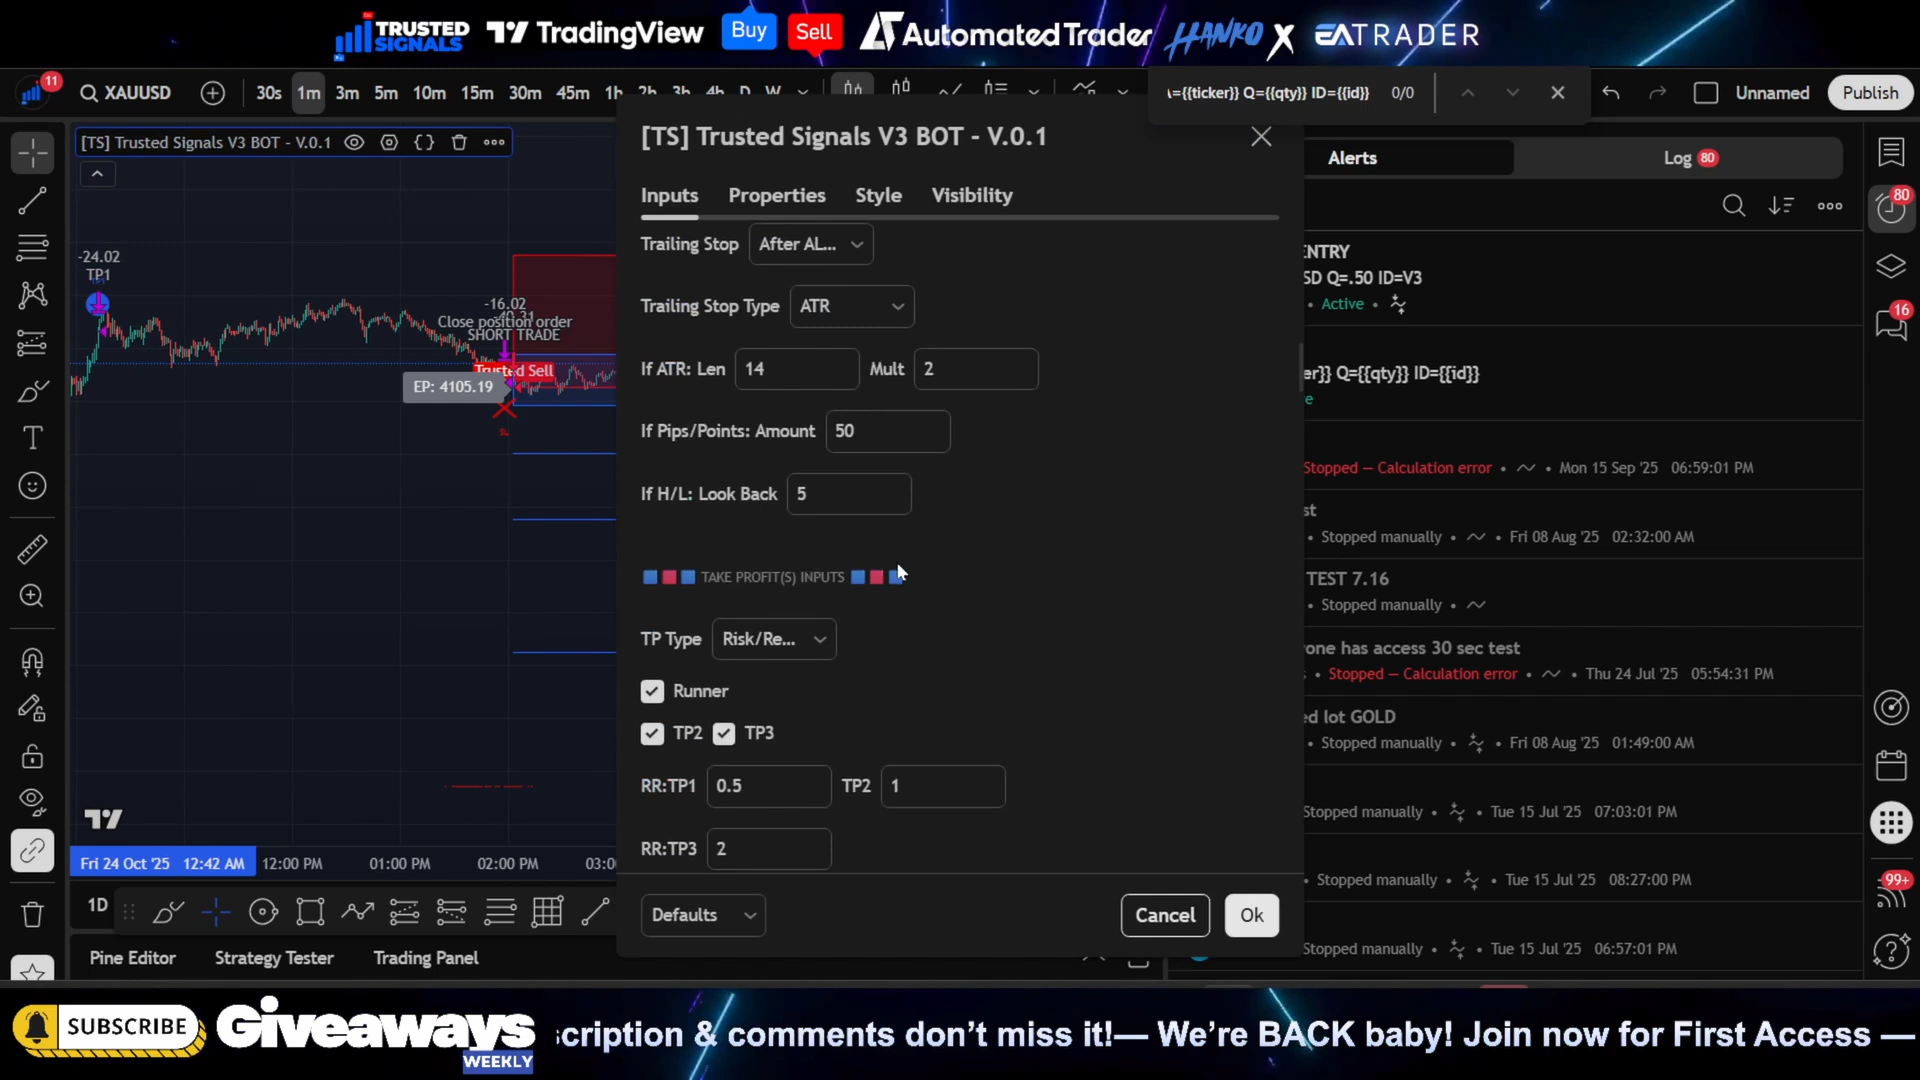 TRUSTED SIGNALS TradingView Buy Sell AutomatedTrader HANKO X EATRADER
11 XAUUSD 30s 1m 3m 5m 10m 15m 30m 45m 1h 2h 3h 4h D W
={{ticker}} Q={{qty}} ID={{id}} 0/0
Unnamed Publish
[TS] Trusted Signals V3 BOT - V.0.1
-24.02
TP1
-16.02
-40.31
Close position order
SHORT TRADE
Trusted Sell
EP: 4105.19
SL
Fri 24 Oct '25 12:42 AM 12:00 PM 01:00 PM 02:00 PM 03:0
1D
Pine Editor Strategy Tester Trading Panel
[TS] Trusted Signals V3 BOT - V.0.1
Inputs Properties Style Visibility
Trailing Stop After AL...
Trailing Stop Type ATR
If ATR: Len 14 Mult 2
If Pips/Points: Amount 50
If H/L: Look Back 5
TAKE PROFIT(S) INPUTS
TP Type Risk/Re...
Runner
TP2 TP3
RR:TP1 0.5 TP2 1
RR:TP3 2
Defaults Cancel Ok
Alerts Log 80
ENTRY
SD Q=.50 ID=V3
• Active •
er}} Q={{qty}} ID={{id}}
e
Stopped — Calculation error • • Mon 15 Sep '25 06:59:01 PM
st
• Stopped manually • • Fri 08 Aug '25 02:32:00 AM
TEST 7.16
• Stopped manually •
one has access 30 sec test
• Stopped — Calculation error • • Thu 24 Jul '25 05:54:31 PM
ed lot GOLD
• Stopped manually • • Fri 08 Aug '25 01:49:00 AM
• Stopped manually • • Tue 15 Jul '25 07:03:01 PM
• Stopped manually • • Tue 15 Jul '25 08:27:00 PM
Stopped manually • • Tue 15 Jul '25 06:57:01 PM
80
16
99+
SUBSCRIBE Giveaways
WEEKLY
scription & comments don't miss it!— We're BACK baby! Join now for First Access —